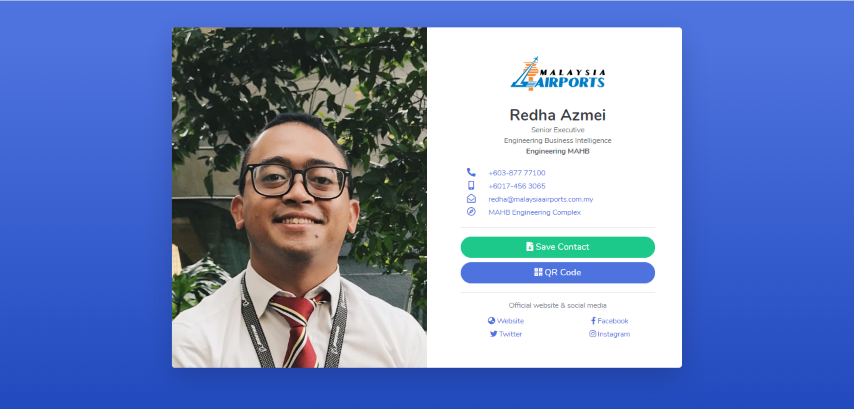 MALAYSIA
AIRPORTS
Redha Azmei
Senior Executive
Engineering Business Intelligence
Engineering MAHB
+603-877 77100
+6017-456 3065
redha@malaysiaairports.com.my
MAHB Engineering Complex
Save Contact
QR Code
Official website & social media
Website
Facebook
Twitter
Instagram